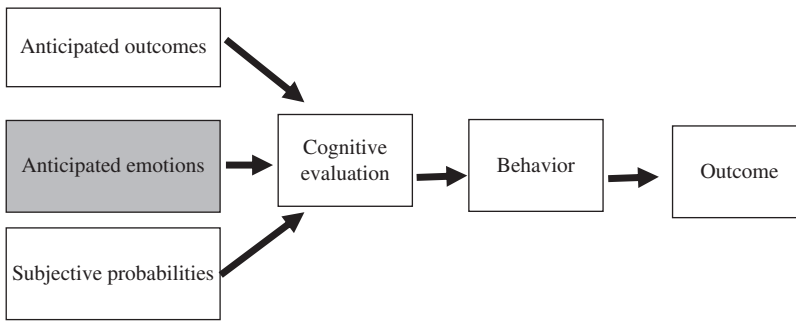 Anticipated outcomes
Anticipated emotions
Subjective probabilities
Cognitive
evaluation
Behavior
Outcome